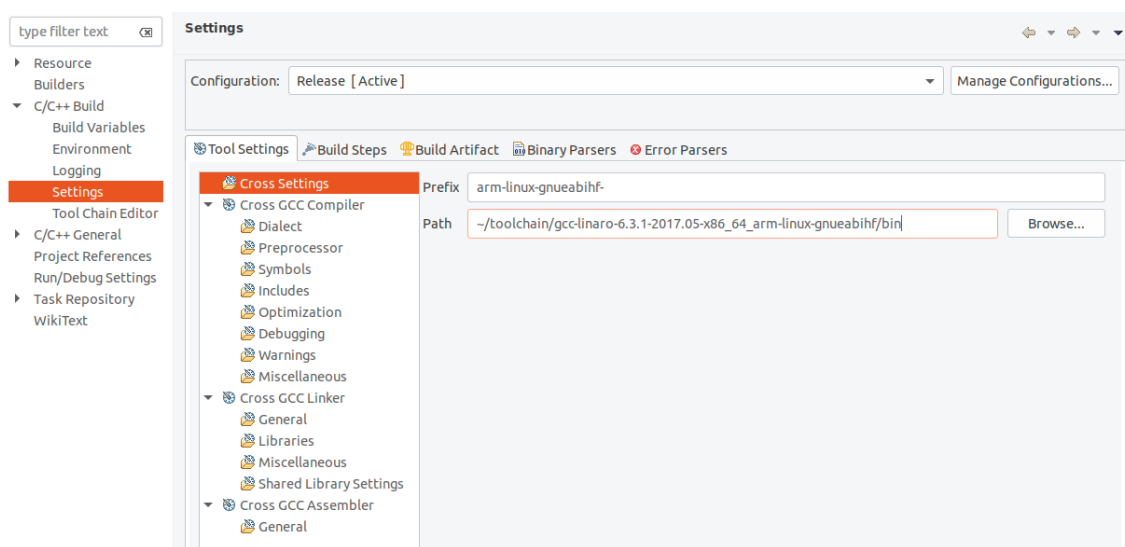 type filter text
Resource
Builders
C/C++ Build
Build Variables
Environment
Logging
Settings
Tool Chain Editor
C/C++ General
Project References
Run/Debug Settings
Task Repository
WikiText
Settings
Configuration: Release [ Active ] Manage Configurations...
Tool Settings Build Steps Build Artifact Binary Parsers Error Parsers
Cross Settings
Cross GCC Compiler
Dialect
Preprocessor
Symbols
Includes
Optimization
Debugging
Warnings
Miscellaneous
Cross GCC Linker
General
Libraries
Miscellaneous
Shared Library Settings
Cross GCC Assembler
General
Prefix arm-linux-gnueabihf-
Path ~/toolchain/gcc-linaro-6.3.1-2017.05-x86_64_arm-linux-gnueabihf/bin Browse...